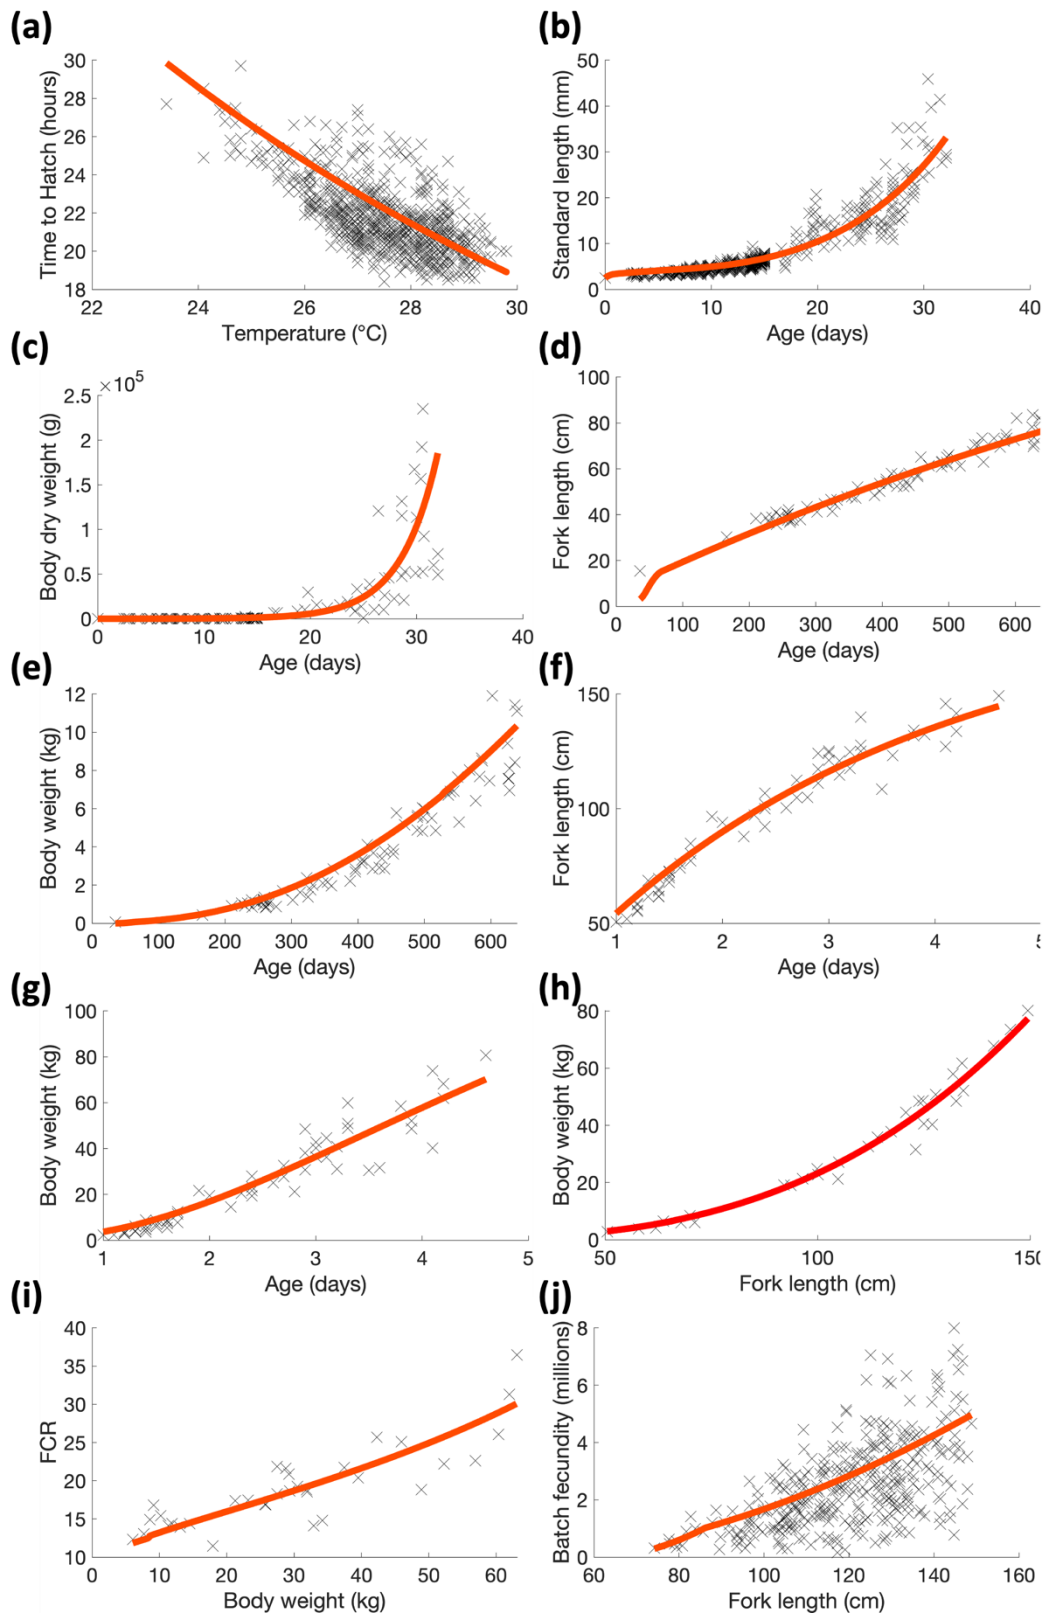 (a)
30
28
26
24
22
20
18
Time to Hatch (hours)
22 24 26 28 30
Temperature (°C)
(b)
50
40
30
20
10
0
Standard length (mm)
0 10 20 30 40
Age (days)
(c)
×10⁵
2.5
2
1.5
1
0.5
0
Body dry weight (g)
0 10 20 30 40
Age (days)
(d)
100
80
60
40
20
0
Fork length (cm)
0 100 200 300 400 500 600
Age (days)
(e)
12
10
8
6
4
2
0
Body weight (kg)
0 100 200 300 400 500 600
Age (days)
(f)
150
100
50
Fork length (cm)
1 2 3 4 5
Age (days)
(g)
100
80
60
40
20
0
Body weight (kg)
1 2 3 4 5
Age (days)
(h)
80
60
40
20
0
Body weight (kg)
50 100 150
Fork length (cm)
(i)
40
35
30
25
20
15
10
FCR
0 10 20 30 40 50 60
Body weight (kg)
(j)
8
6
4
2
0
Batch fecundity (millions)
60 80 100 120 140 160
Fork length (cm)